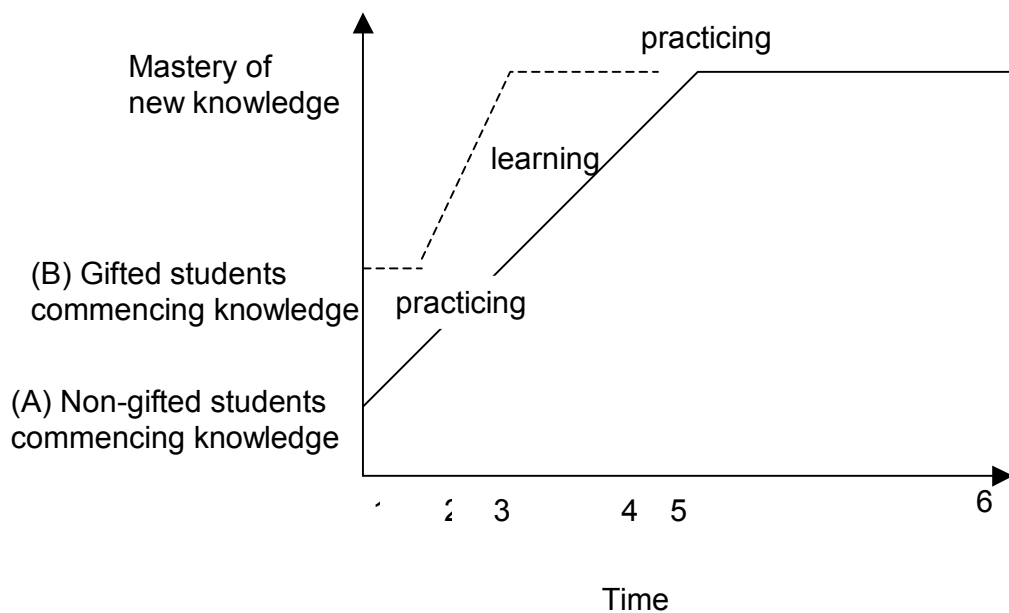 practicing
Mastery of
new knowledge
learning
(B) Gifted students
commencing knowledge
practicing
(A) Non-gifted students
commencing knowledge
2 3 4 5 6
Time